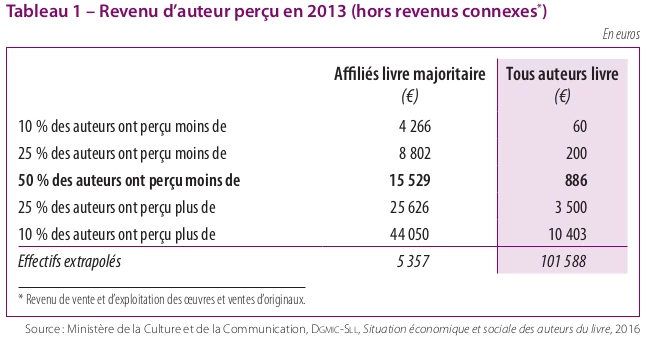 Tableau 1 – Revenu d'auteur perçu en 2013 (hors revenus connexes*)
En euros
Affiliés livre majoritaire Tous auteurs livre
(€) (€)
10 % des auteurs ont perçu moins de 4 266 60
25 % des auteurs ont perçu moins de 8 802 200
50 % des auteurs ont perçu moins de 15 529 886
25 % des auteurs ont perçu plus de 25 626 3 500
10 % des auteurs ont perçu plus de 44 050 10 403
Effectifs extrapolés 5 357 101 588
* Revenu de vente et d'exploitation des œuvres et ventes d'originaux.
Source : Ministère de la Culture et de la Communication, DGMIC-SLL, Situation économique et sociale des auteurs du livre, 2016